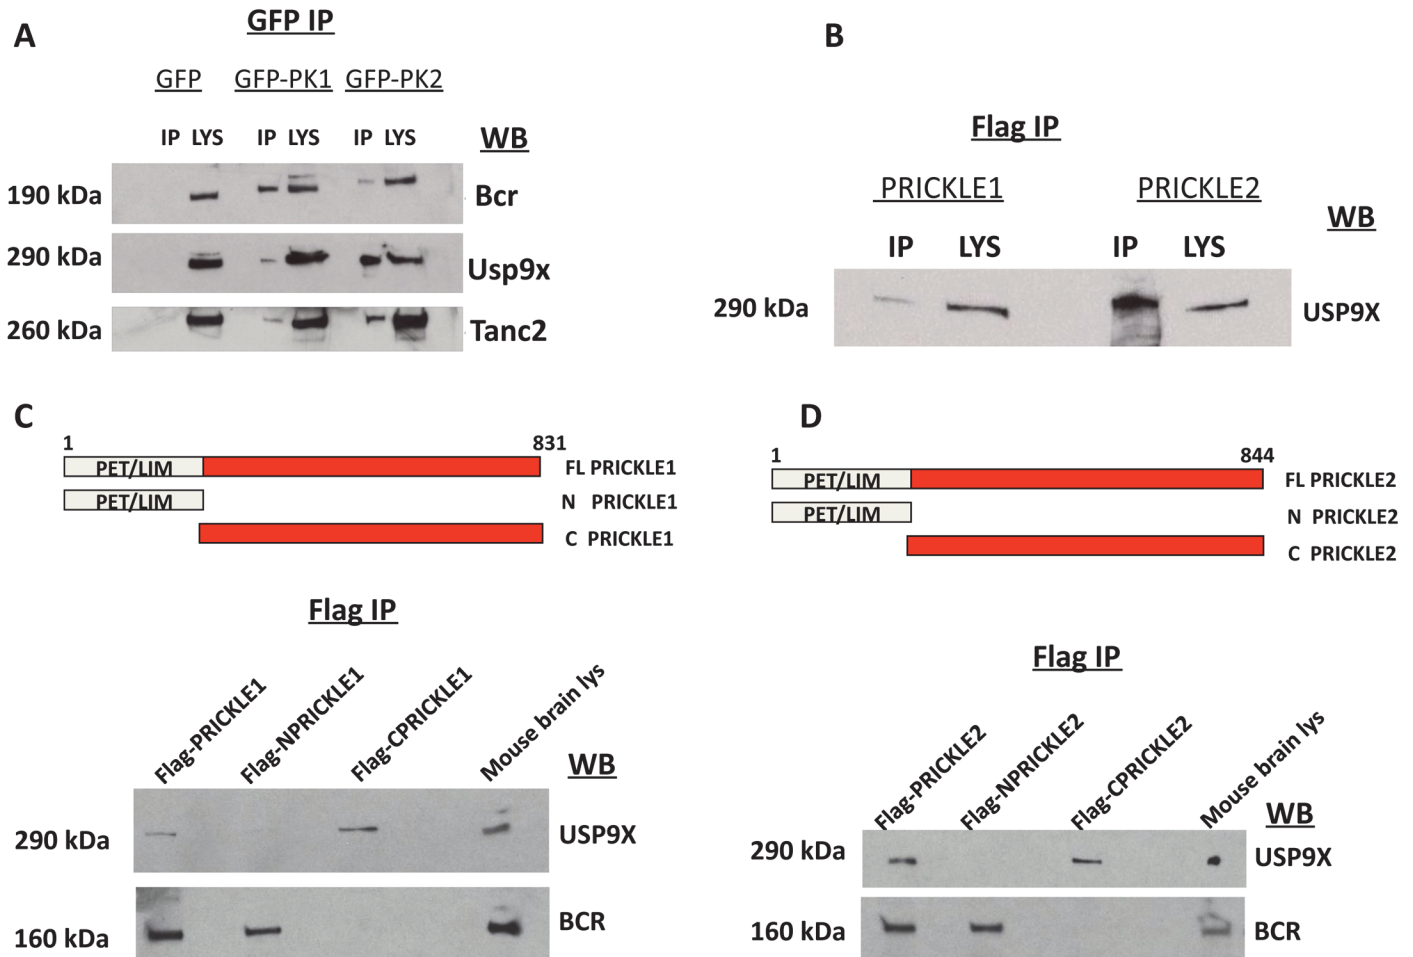 A
GFP IP
GFP GFP-PK1 GFP-PK2
IP LYS IP LYS IP LYS WB
190 kDa Bcr
290 kDa Usp9x
260 kDa Tanc2
B
Flag IP
PRICKLE1 PRICKLE2
WB
IP LYS IP LYS
290 kDa USP9X
C
1 831
PET/LIM FL PRICKLE1
PET/LIM N PRICKLE1
C PRICKLE1
Flag IP
Flag-PRICKLE1 Flag-NPRICKLE1 Flag-CPRICKLE1 Mouse brain lys
WB
290 kDa USP9X
160 kDa BCR
D
1 844
PET/LIM FL PRICKLE2
PET/LIM N PRICKLE2
C PRICKLE2
Flag IP
Flag-PRICKLE2 Flag-NPRICKLE2 Flag-CPRICKLE2 Mouse brain lys
WB
290 kDa USP9X
160 kDa BCR